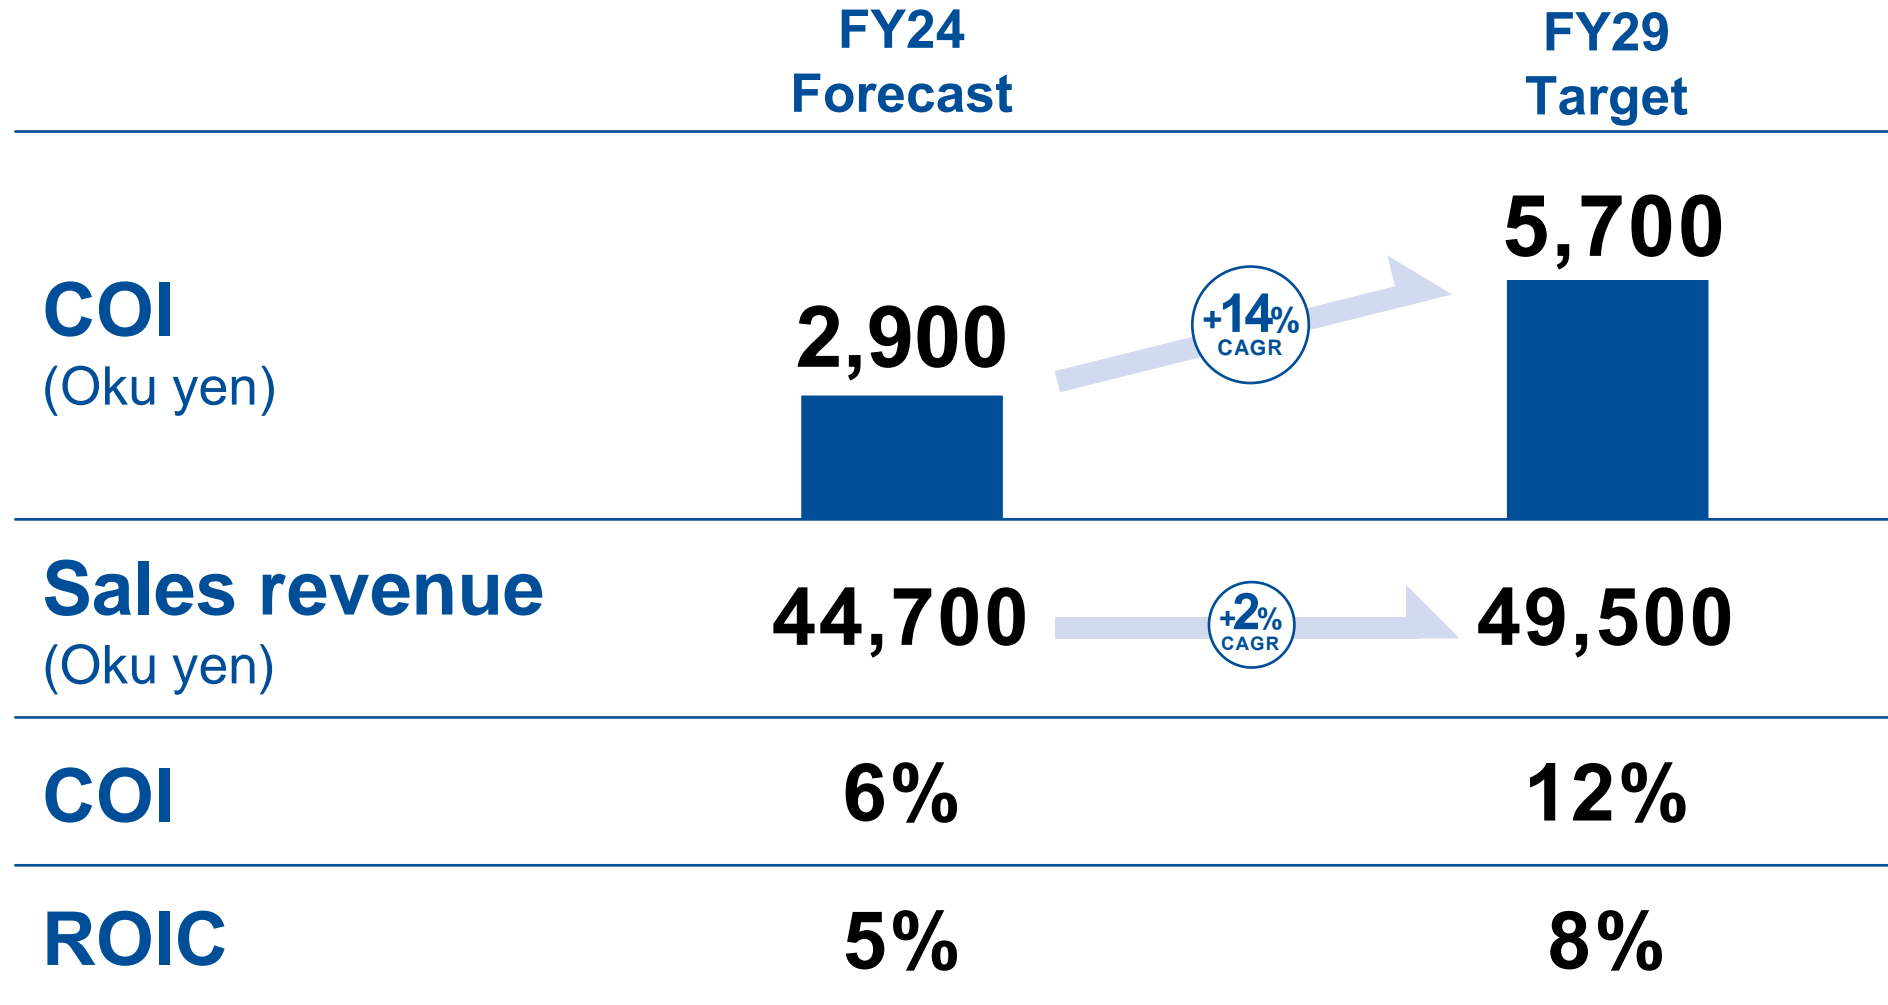 FY24
Forecast
FY29
Target
COI
(Oku yen)
2,900
+14%
CAGR
5,700
Sales revenue
(Oku yen)
44,700
+2%
CAGR
49,500
COI
6%
12%
ROIC
5%
8%